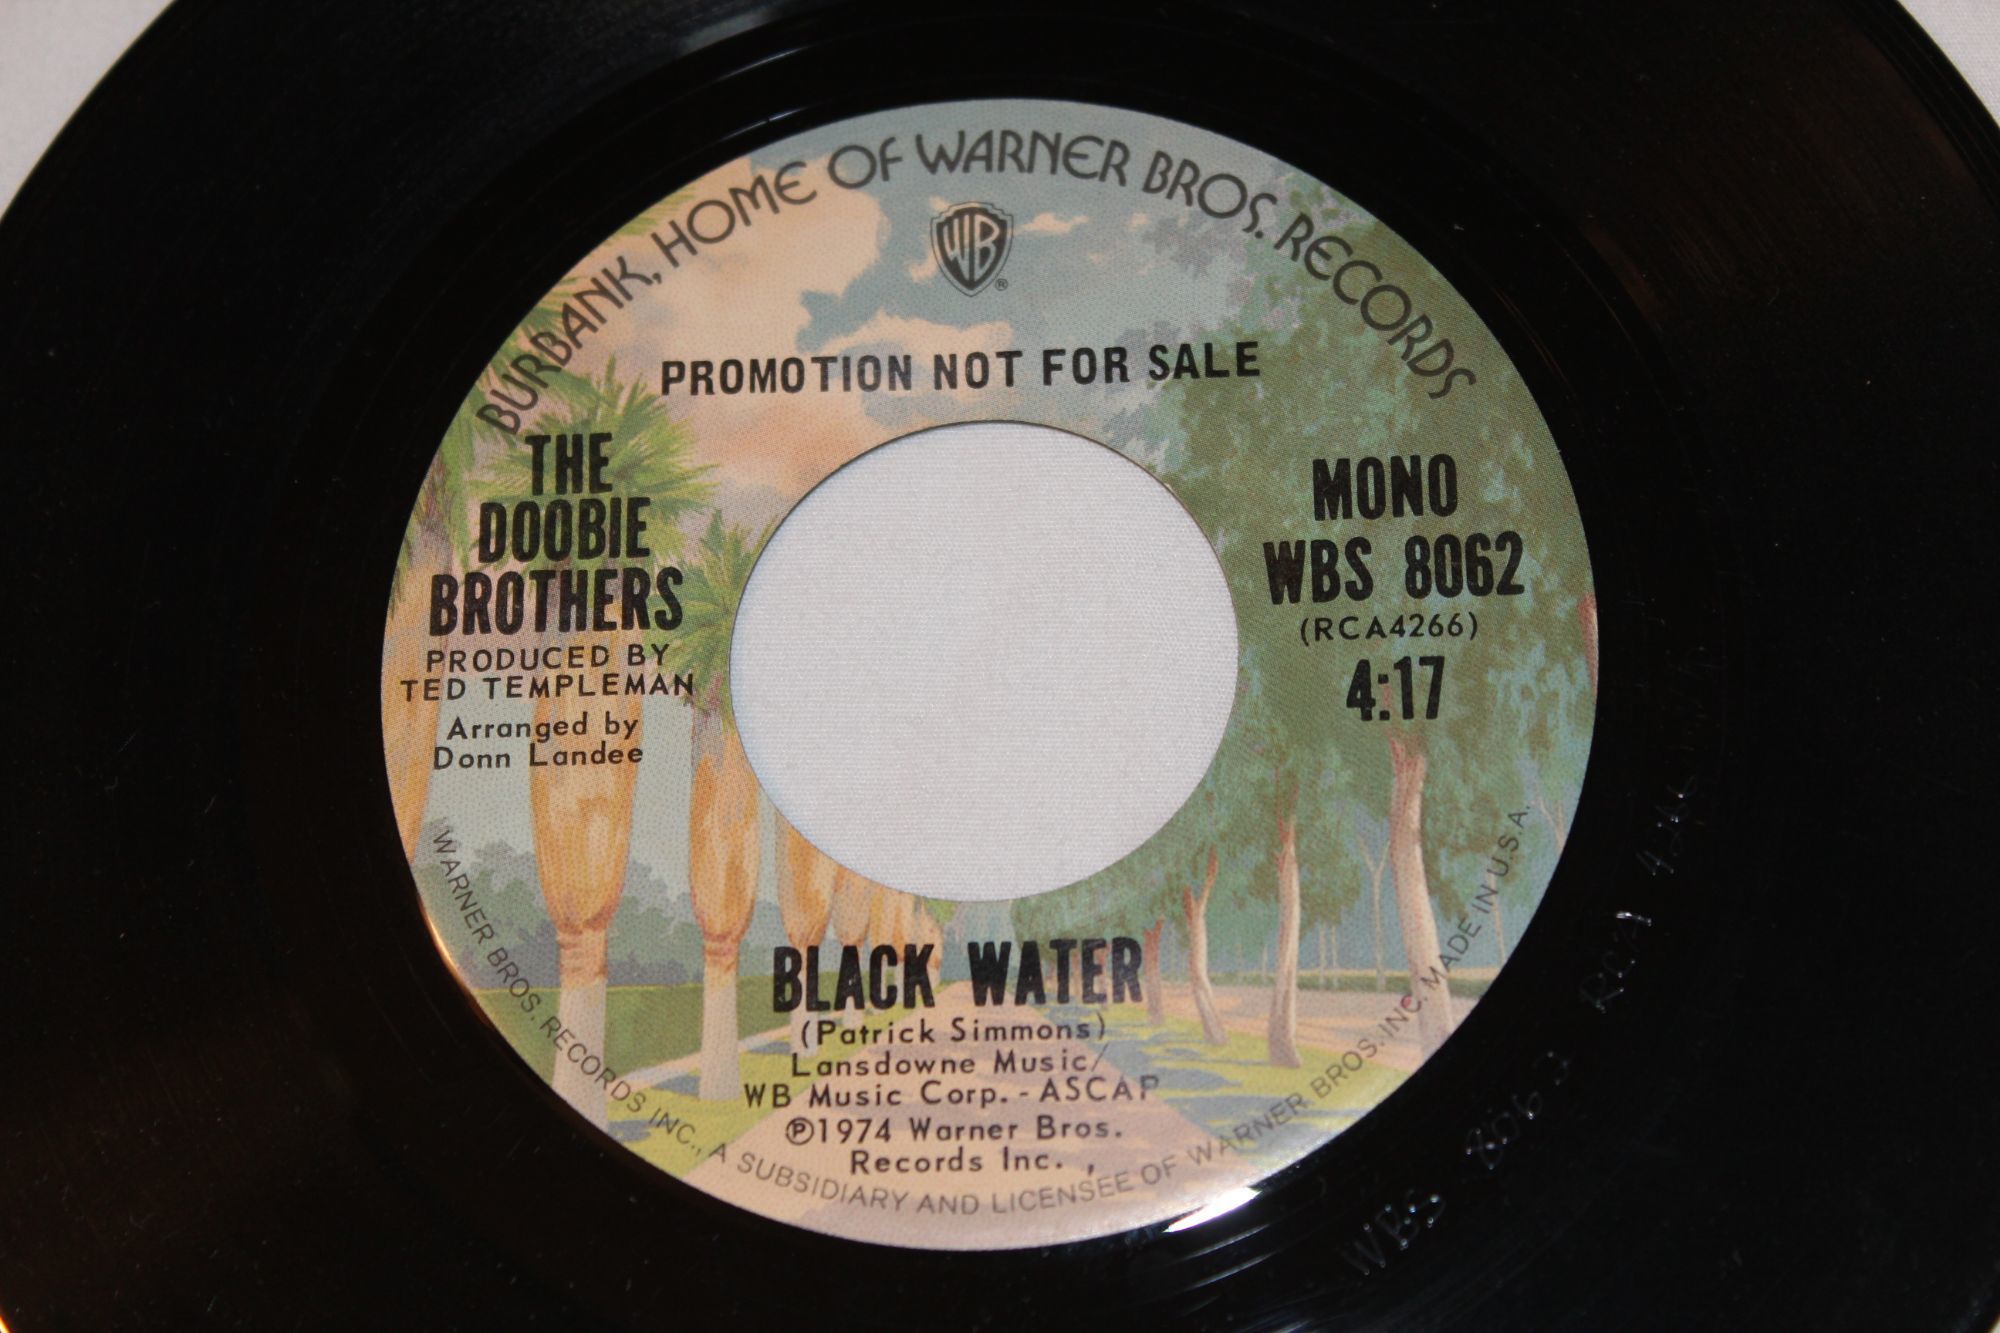 BURBANK, HOME OF WARNER BROS. RECORDS
WB
®
PROMOTION NOT FOR SALE
THE
DOOBIE
BROTHERS
PRODUCED BY
TED TEMPLEMAN
Arranged by
Donn Landee
MONO
WBS 8062
(RCA4266)
4:17
BLACK WATER
(Patrick Simmons)
Lansdowne Music/
WB Music Corp. - ASCAP
℗1974 Warner Bros.
Records Inc. ,
WARNER BROS. RECORDS INC., A SUBSIDIARY AND LICENSEE OF WARNER BROS. INC. MADE IN U.S.A.
WBS 8062